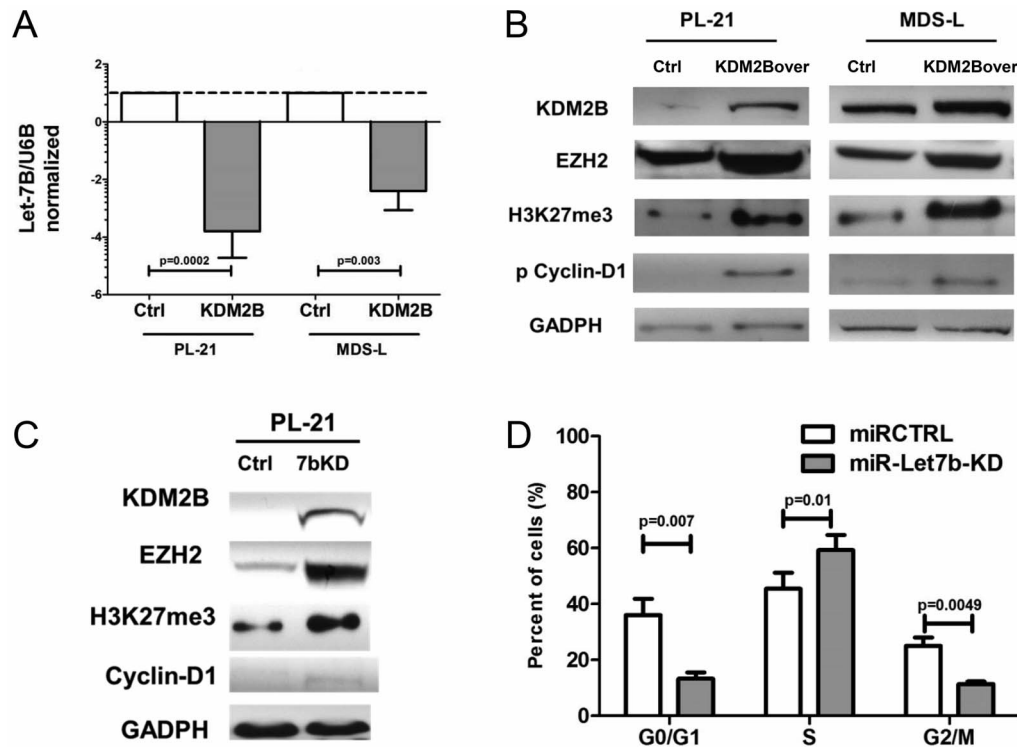 A
Let-7B/U6B
normalized
2
0
-2
-4
-6
p=0.0002
p=0.003
Ctrl KDM2B Ctrl KDM2B
PL-21 MDS-L
B
PL-21 MDS-L
Ctrl KDM2Bover Ctrl KDM2Bover
KDM2B
EZH2
H3K27me3
p Cyclin-D1
GADPH
C
PL-21
Ctrl 7bKD
KDM2B
EZH2
H3K27me3
Cyclin-D1
GADPH
D
Percent of cells (%)
100
80
60
40
20
0
miRCTRL
miR-Let7b-KD
p=0.007
p=0.01
p=0.0049
G0/G1 S G2/M